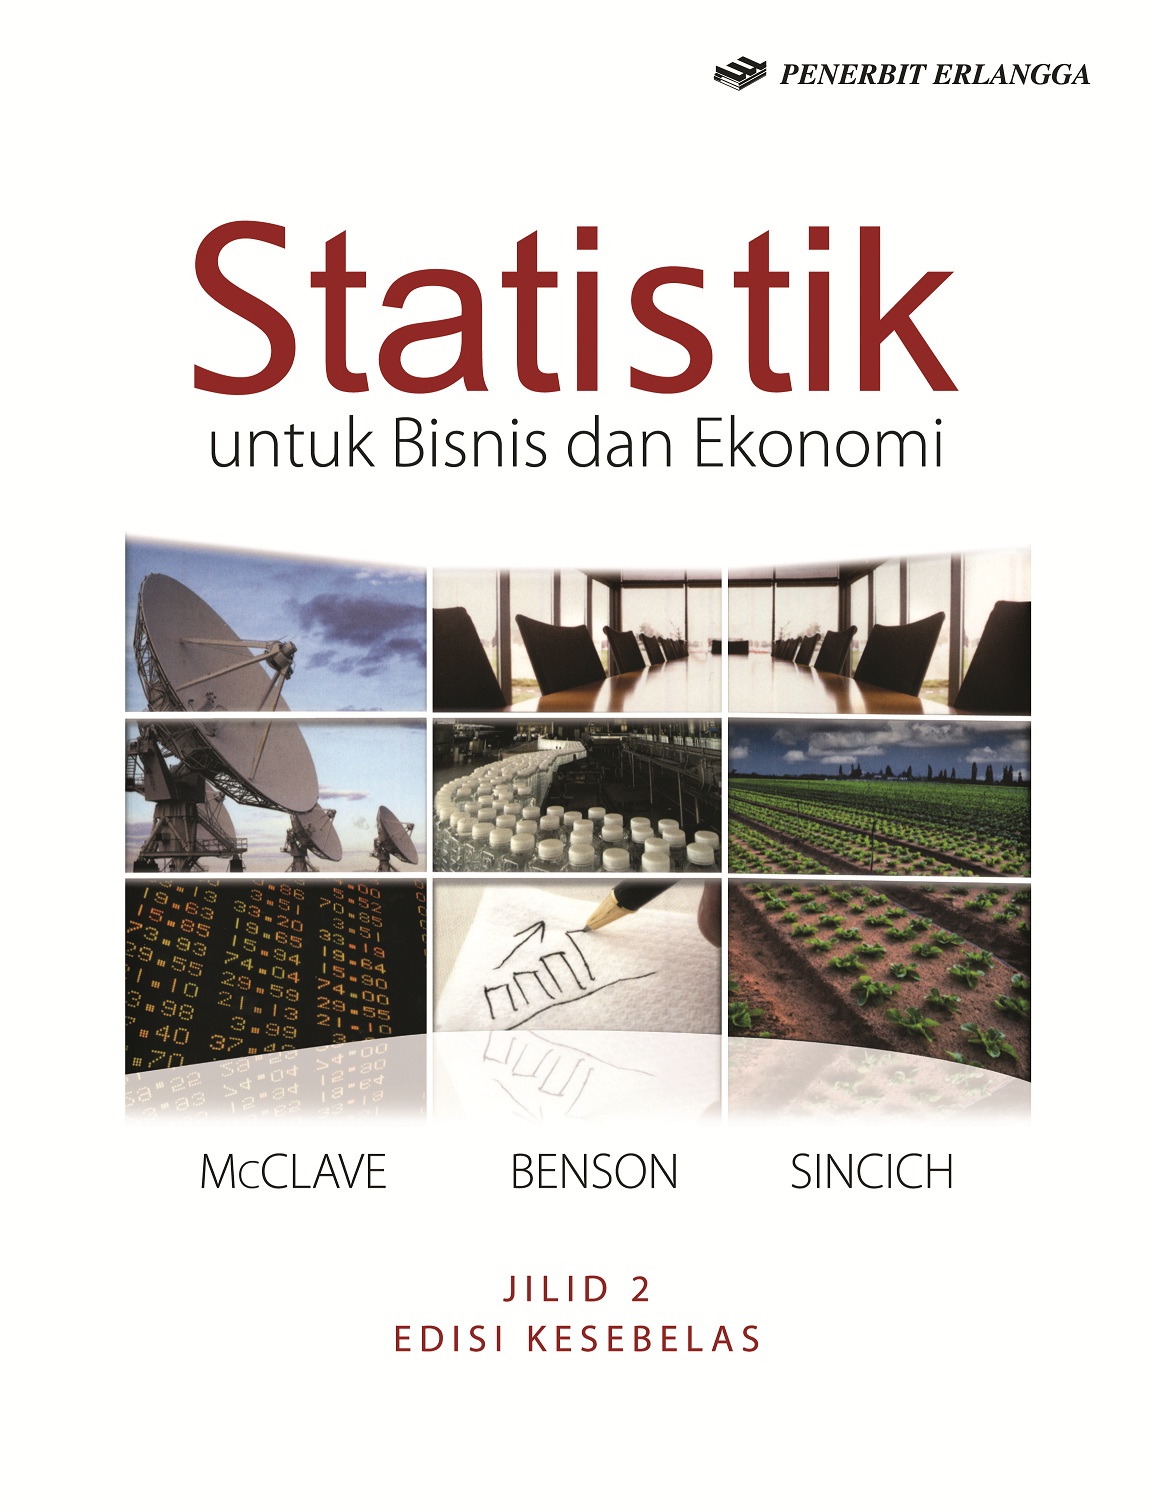 PENERBIT ERLANGGA
Statistik
untuk Bisnis dan Ekonomi
McCLAVE BENSON SINCICH
JILID 2
EDISI KESEBELAS